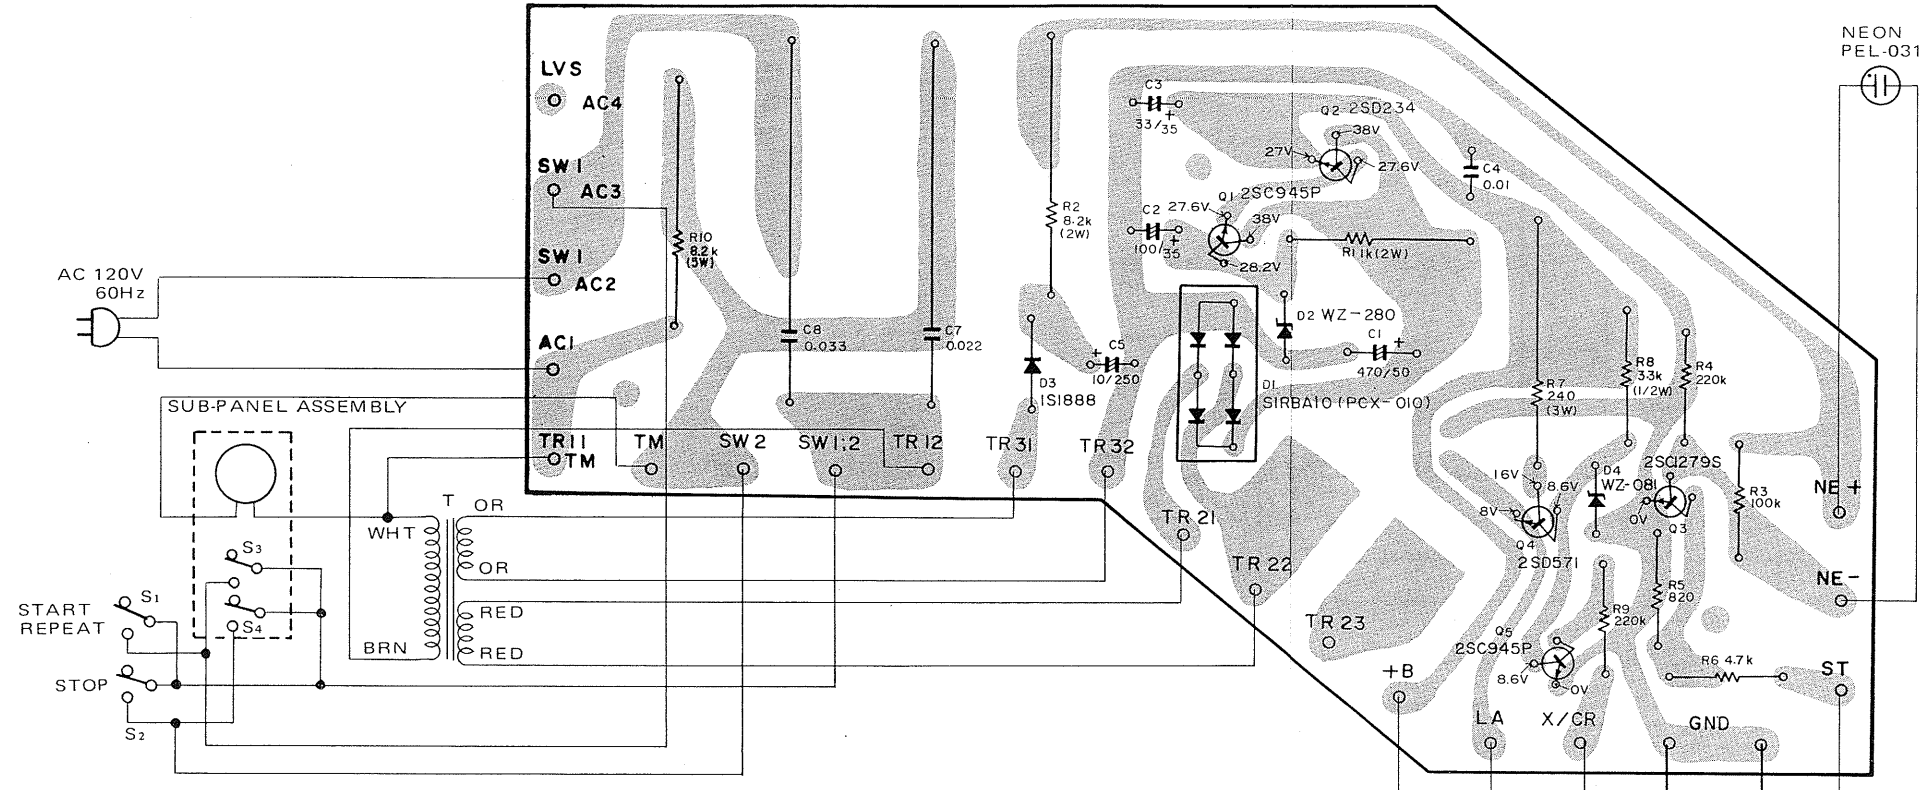 NEON
PEL-031
LVS
AC4
SW1
AC3
SW1
AC2
AC1
AC 120V
60Hz
R10
8.2k
(5W)
C8
0.033
C7
0.022
R2
8.2k
(2W)
C3
33/35
+
Q2 2SD234
38V
27V
27.6V
Q1 2SC945P
27.6V
38V
28.2V
C2
100/35
+
C4
0.01
R1 1k(2W)
D2 WZ-280
C1
+
470/50
D3
1S1888
+
C5
10/250
D1
SIRBA10 (PCX-010)
R7
240
(3W)
R8
33k
(1/2W)
R4
220k
SUB-PANEL ASSEMBLY
TR11
TM
TM
SW2
SW1;2
TR12
TR31
TR32
16V
8.6V
8V
Q4
2SD571
D4
WZ-081
2SC1279S
0V
Q3
R3
100k
NE+
T
OR
WHT
OR
TR21
TR22
NE-
S3
S4
START
REPEAT
S1
STOP
S2
RED
BRN
RED
TR23
R9
220k
R5
820
Q5
2SC945P
8.6V
0V
R6 4.7k
+B
ST
LA
X/CR
GND